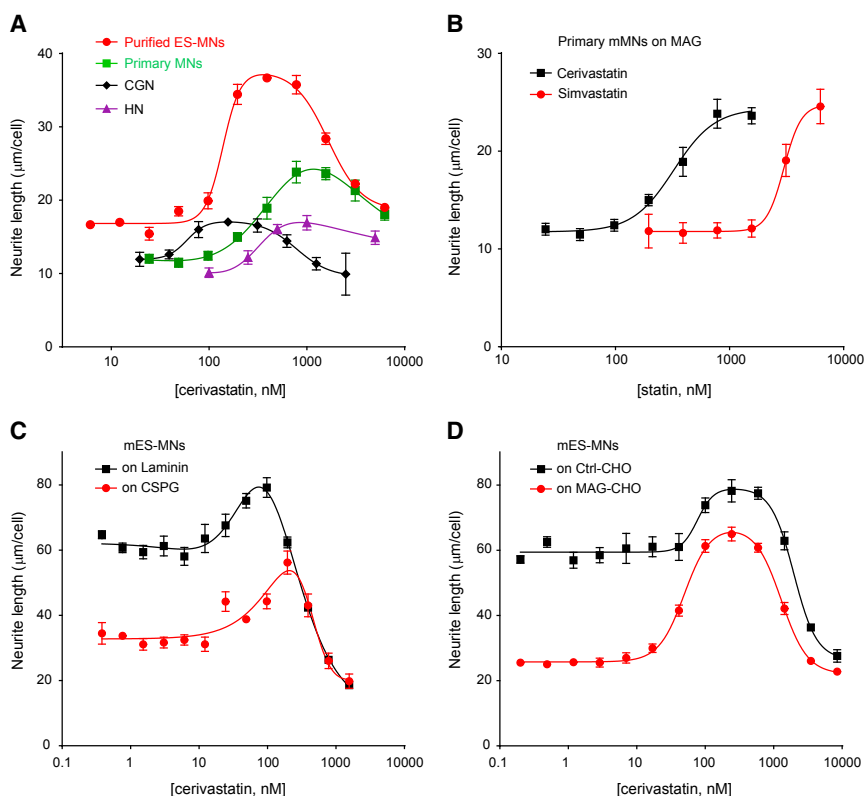 A
Purified ES-MNs
Primary MNs
CGN
HN
Neurite length (μm/cell)
40
30
20
10
0
10
100
1000
10000
[cerivastatin, nM]
B
Primary mMNs on MAG
Cerivastatin
Simvastatin
Neurite length (μm/cell)
30
20
10
0
10
100
1000
10000
[statin, nM]
C
mES-MNs
on Laminin
on CSPG
Neurite length (μm/cell)
80
60
40
20
0
0.1
1
10
100
1000
10000
[cerivastatin, nM]
D
mES-MNs
on Ctrl-CHO
on MAG-CHO
Neurite length (μm/cell)
80
60
40
20
0
0.1
1
10
100
1000
10000
[cerivastatin, nM]